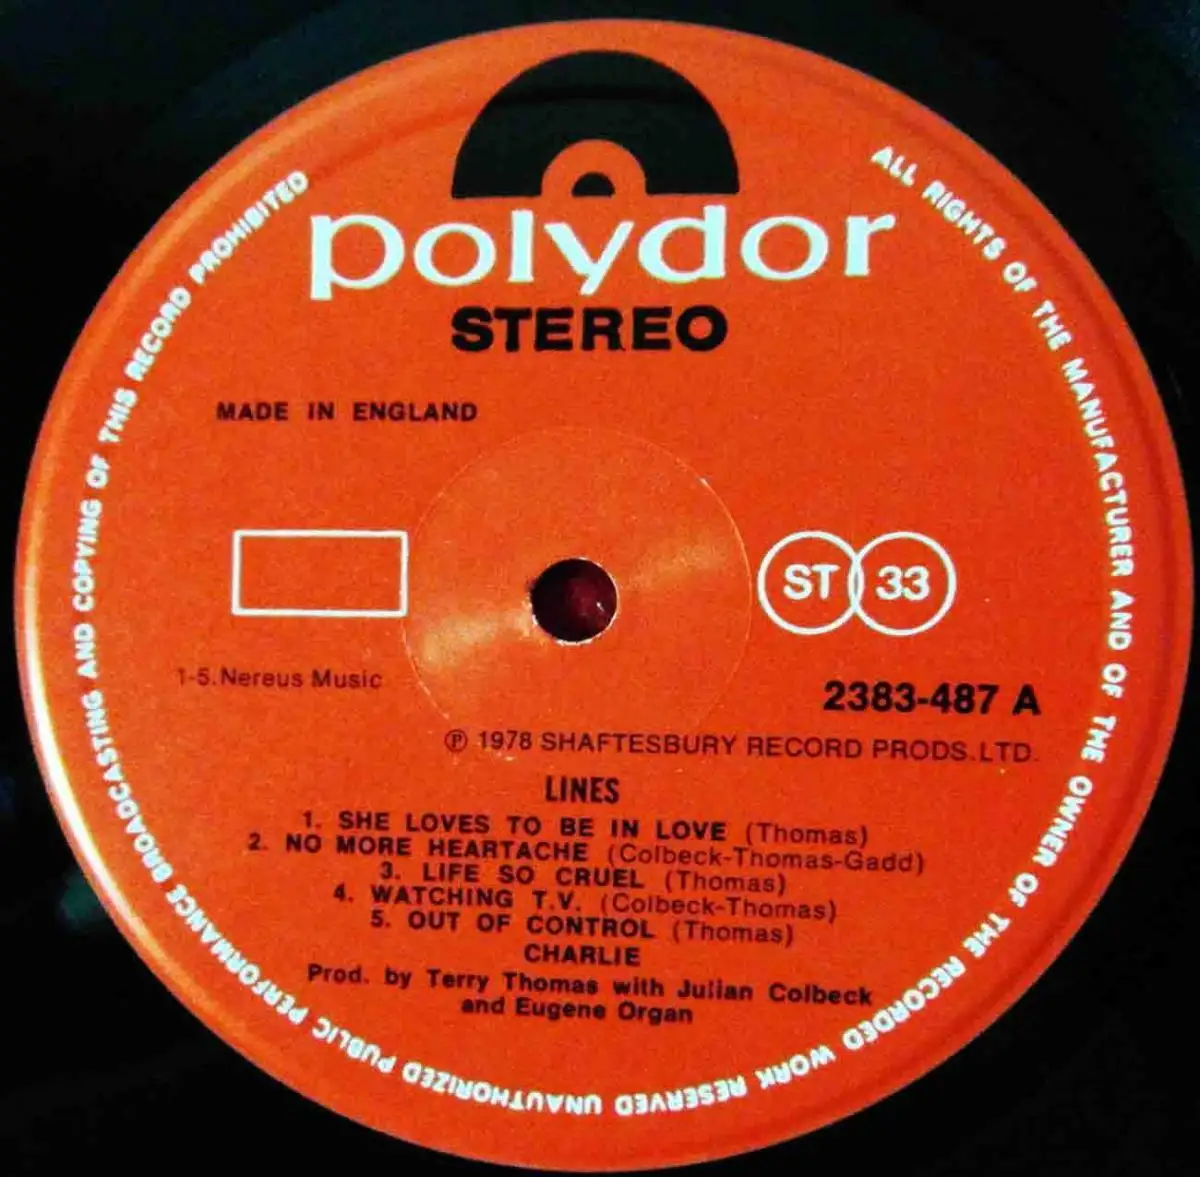 polydor
STEREO
MADE IN ENGLAND
ST 33
1-5. Nereus Music
2383-487 A
℗ 1978 SHAFTESBURY RECORD PRODS. LTD.
LINES
1. SHE LOVES TO BE IN LOVE (Thomas)
2. NO MORE HEARTACHE (Colbeck-Thomas-Gadd)
3. LIFE SO CRUEL (Thomas)
4. WATCHING T.V. (Colbeck-Thomas)
5. OUT OF CONTROL (Thomas)
CHARLIE
Prod. by Terry Thomas with Julian Colbeck
and Eugene Organ
ALL RIGHTS OF THE MANUFACTURER AND OF THE OWNER OF THE RECORDED WORK RESERVED UNAUTHORIZED PUBLIC PERFORMANCE BROADCASTING AND COPYING OF THIS RECORD PROHIBITED